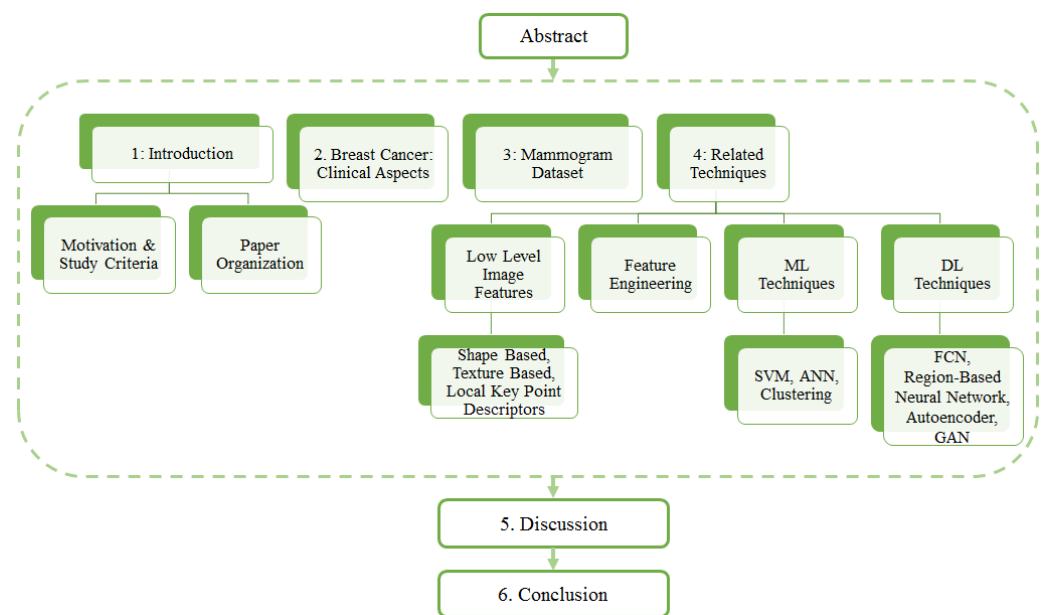 Abstract
1: Introduction
2. Breast Cancer:
Clinical Aspects
3: Mammogram
Dataset
4: Related
Techniques
Motivation &
Study Criteria
Paper
Organization
Low Level
Image
Features
Feature
Engineering
ML
Techniques
DL
Techniques
Shape Based,
Texture Based,
Local Key Point
Descriptors
SVM, ANN,
Clustering
FCN,
Region-Based
Neural Network,
Autoencoder,
GAN
5. Discussion
6. Conclusion